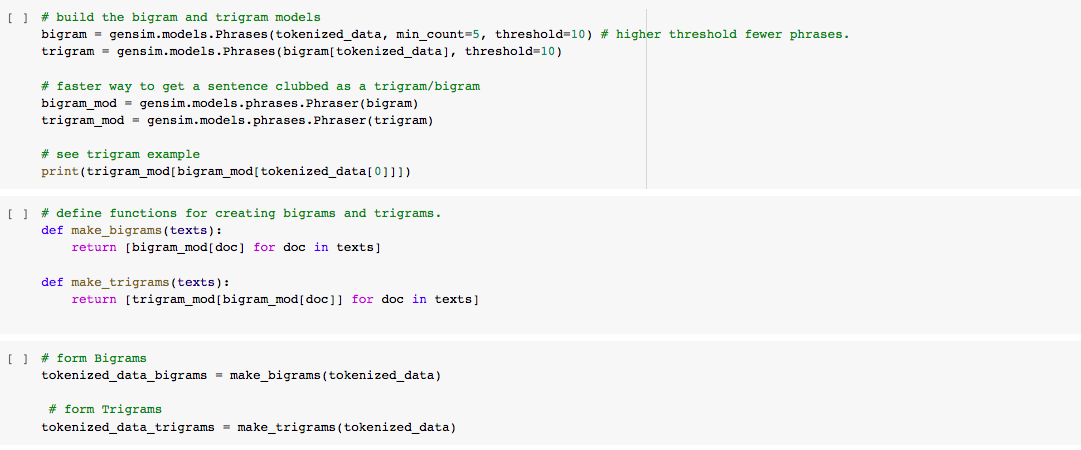 [ ] # build the bigram and trigram models
bigram = gensim.models.Phrases(tokenized_data, min_count=5, threshold=10) # higher threshold fewer phrases.
trigram = gensim.models.Phrases(bigram[tokenized_data], threshold=10)
# faster way to get a sentence clubbed as a trigram/bigram
bigram_mod = gensim.models.phrases.Phraser(bigram)
trigram_mod = gensim.models.phrases.Phraser(trigram)
# see trigram example
print(trigram_mod[bigram_mod[tokenized_data[0]]])
[ ] # define functions for creating bigrams and trigrams.
def make_bigrams(texts):
    return [bigram_mod[doc] for doc in texts]
def make_trigrams(texts):
    return [trigram_mod[bigram_mod[doc]] for doc in texts]
[ ] # form Bigrams
tokenized_data_bigrams = make_bigrams(tokenized_data)
 # form Trigrams
tokenized_data_trigrams = make_trigrams(tokenized_data)